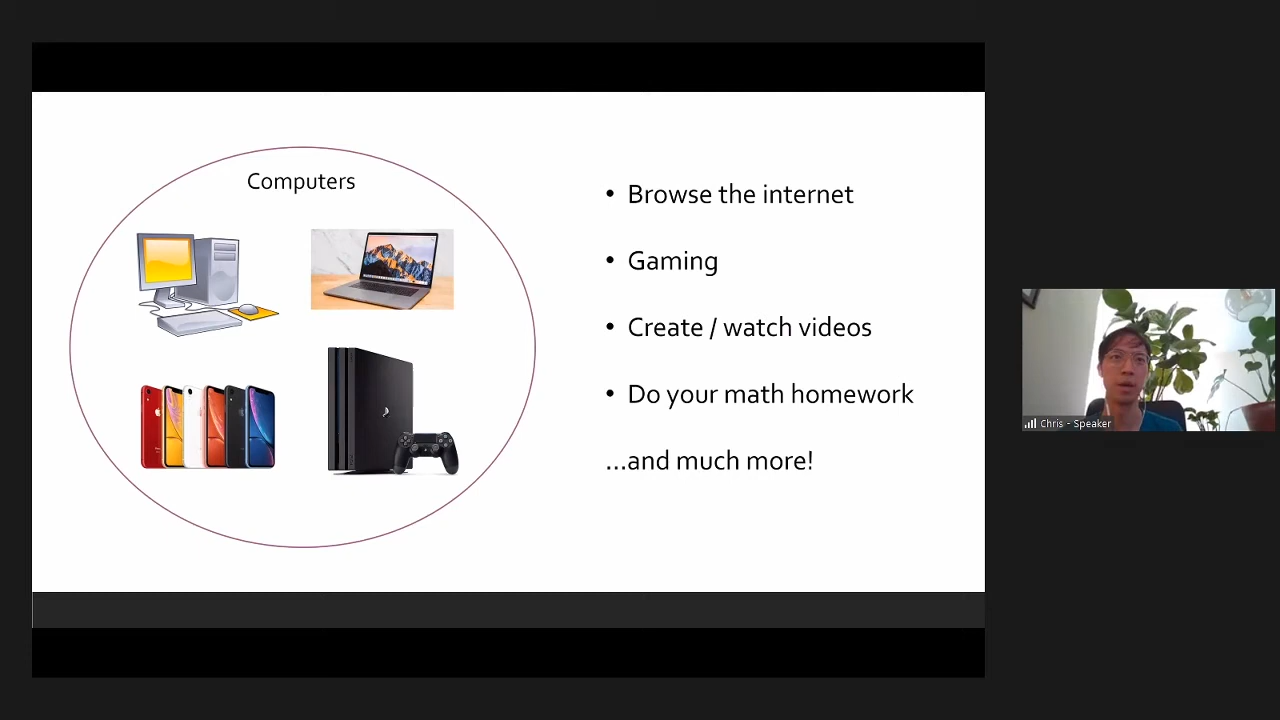 Computers
• Browse the internet
• Gaming
• Create / watch videos
• Do your math homework
...and much more!
Chris - Speaker